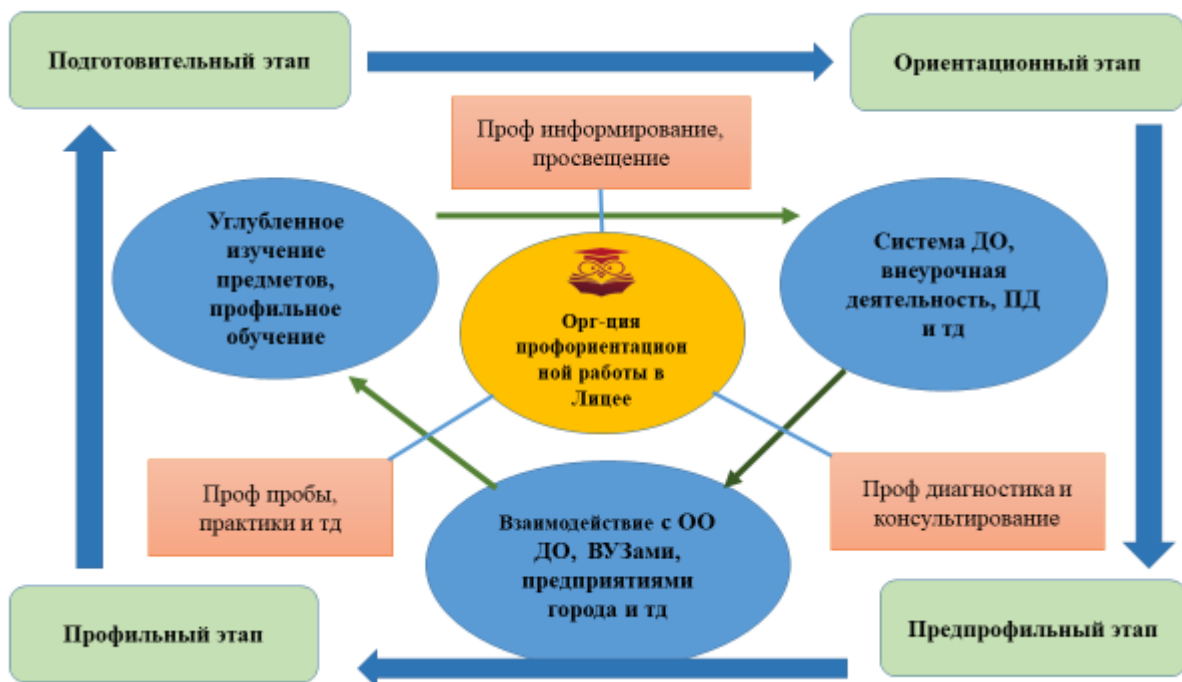 Подготовительный этап
Ориентационный этап
Проф информирование,
просвещение
Углубленное
изучение
предметов,
профильное
обучение
Система ДО,
внеурочная
деятельность, ПД
и тд
Орг-ция
профориентацион
ной работы в
Лицее
Проф пробы,
практики и тд
Проф диагностика и
консультирование
Взаимодействие с ОО
ДО, ВУЗами,
предприятиями
города и тд
Профильный этап
Предпрофильный этап